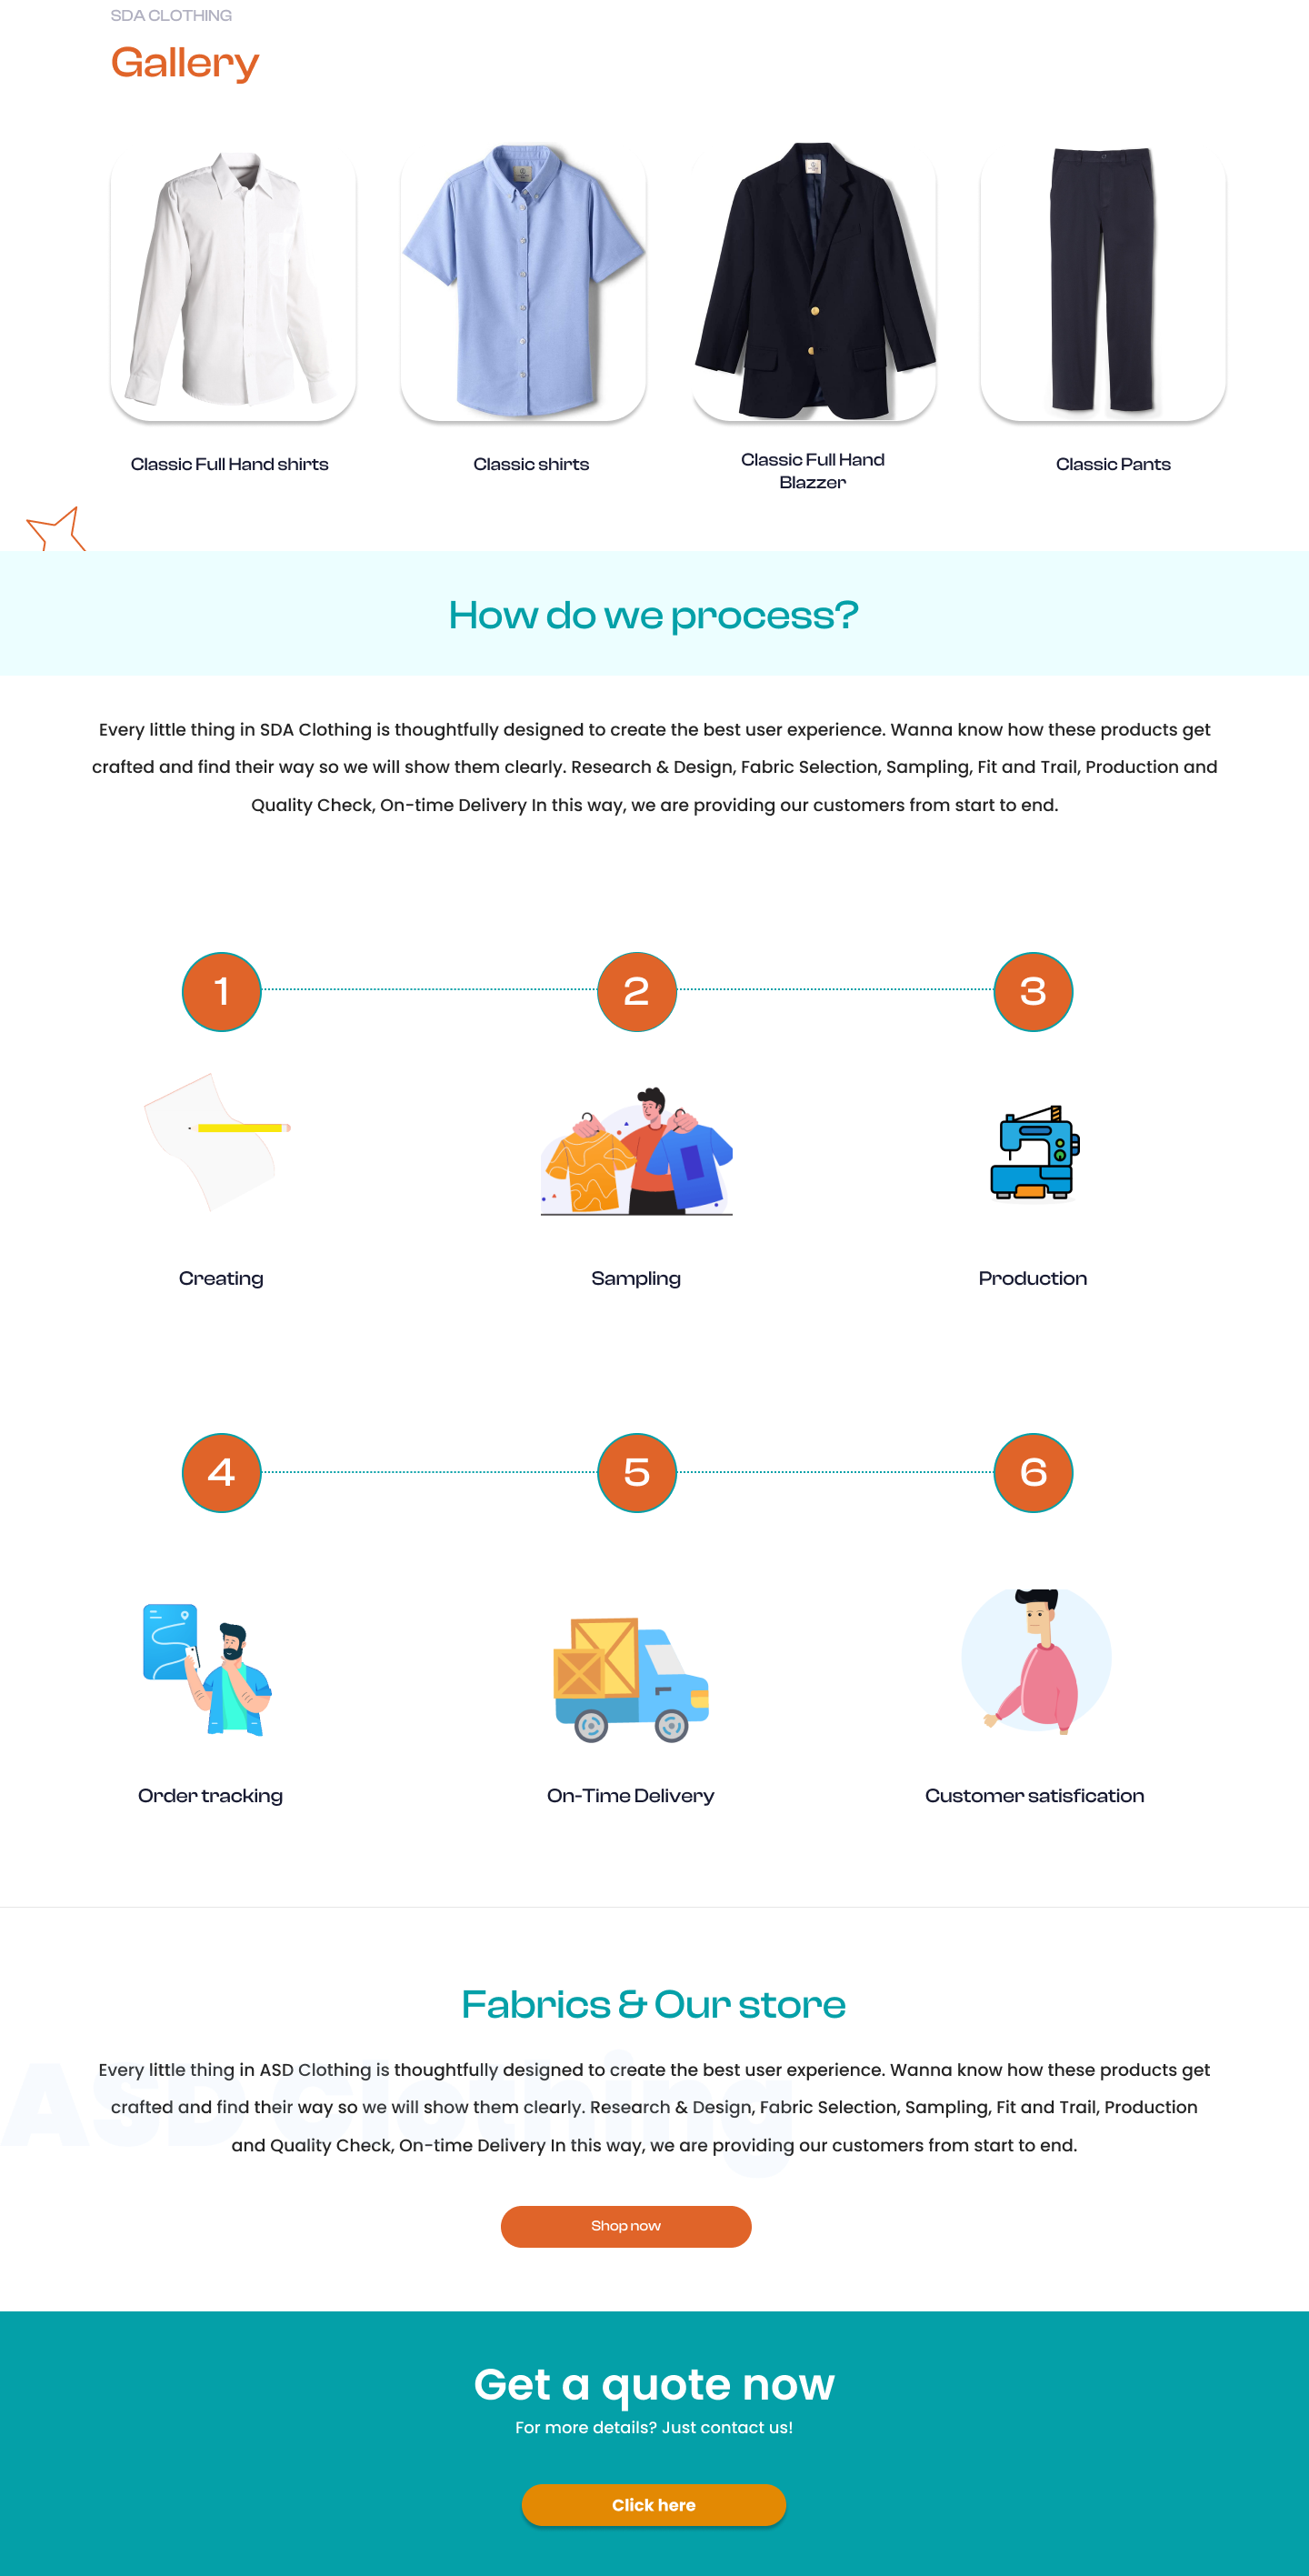 SDA CLOTHING
Gallery
Classic Full Hand shirts
Classic shirts
Classic Full Hand
Blazzer
Classic Pants
How do we process?
Every little thing in SDA Clothing is thoughtfully designed to create the best user experience. Wanna know how these products get
crafted and find their way so we will show them clearly. Research & Design, Fabric Selection, Sampling, Fit and Trail, Production and
Quality Check, On-time Delivery In this way, we are providing our customers from start to end.
1
2
3
Creating
Sampling
Production
4
5
6
Order tracking
On-Time Delivery
Customer satisfication
Fabrics & Our store
ASD Clothing
Every little thing in ASD Clothing is thoughtfully designed to create the best user experience. Wanna know how these products get
crafted and find their way so we will show them clearly. Research & Design, Fabric Selection, Sampling, Fit and Trail, Production
and Quality Check, On-time Delivery In this way, we are providing our customers from start to end.
Shop now
Get a quote now
For more details? Just contact us!
Click here